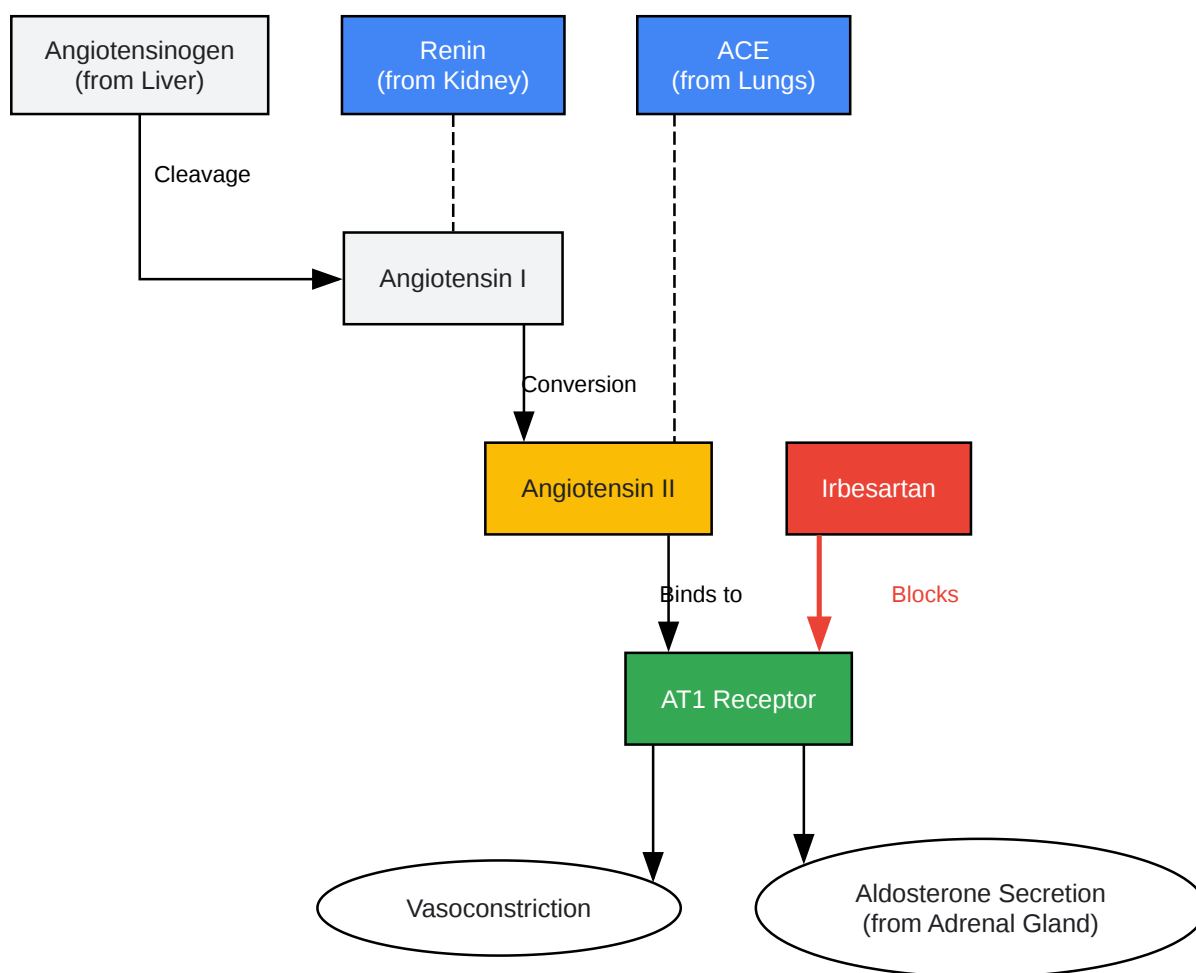 Angiotensinogen
(from Liver)
Renin
(from Kidney)
ACE
(from Lungs)
Cleavage
Angiotensin I
Conversion
Angiotensin II
Irbesartan
Binds to
Blocks
AT1 Receptor
Vasoconstriction
Aldosterone Secretion
(from Adrenal Gland)